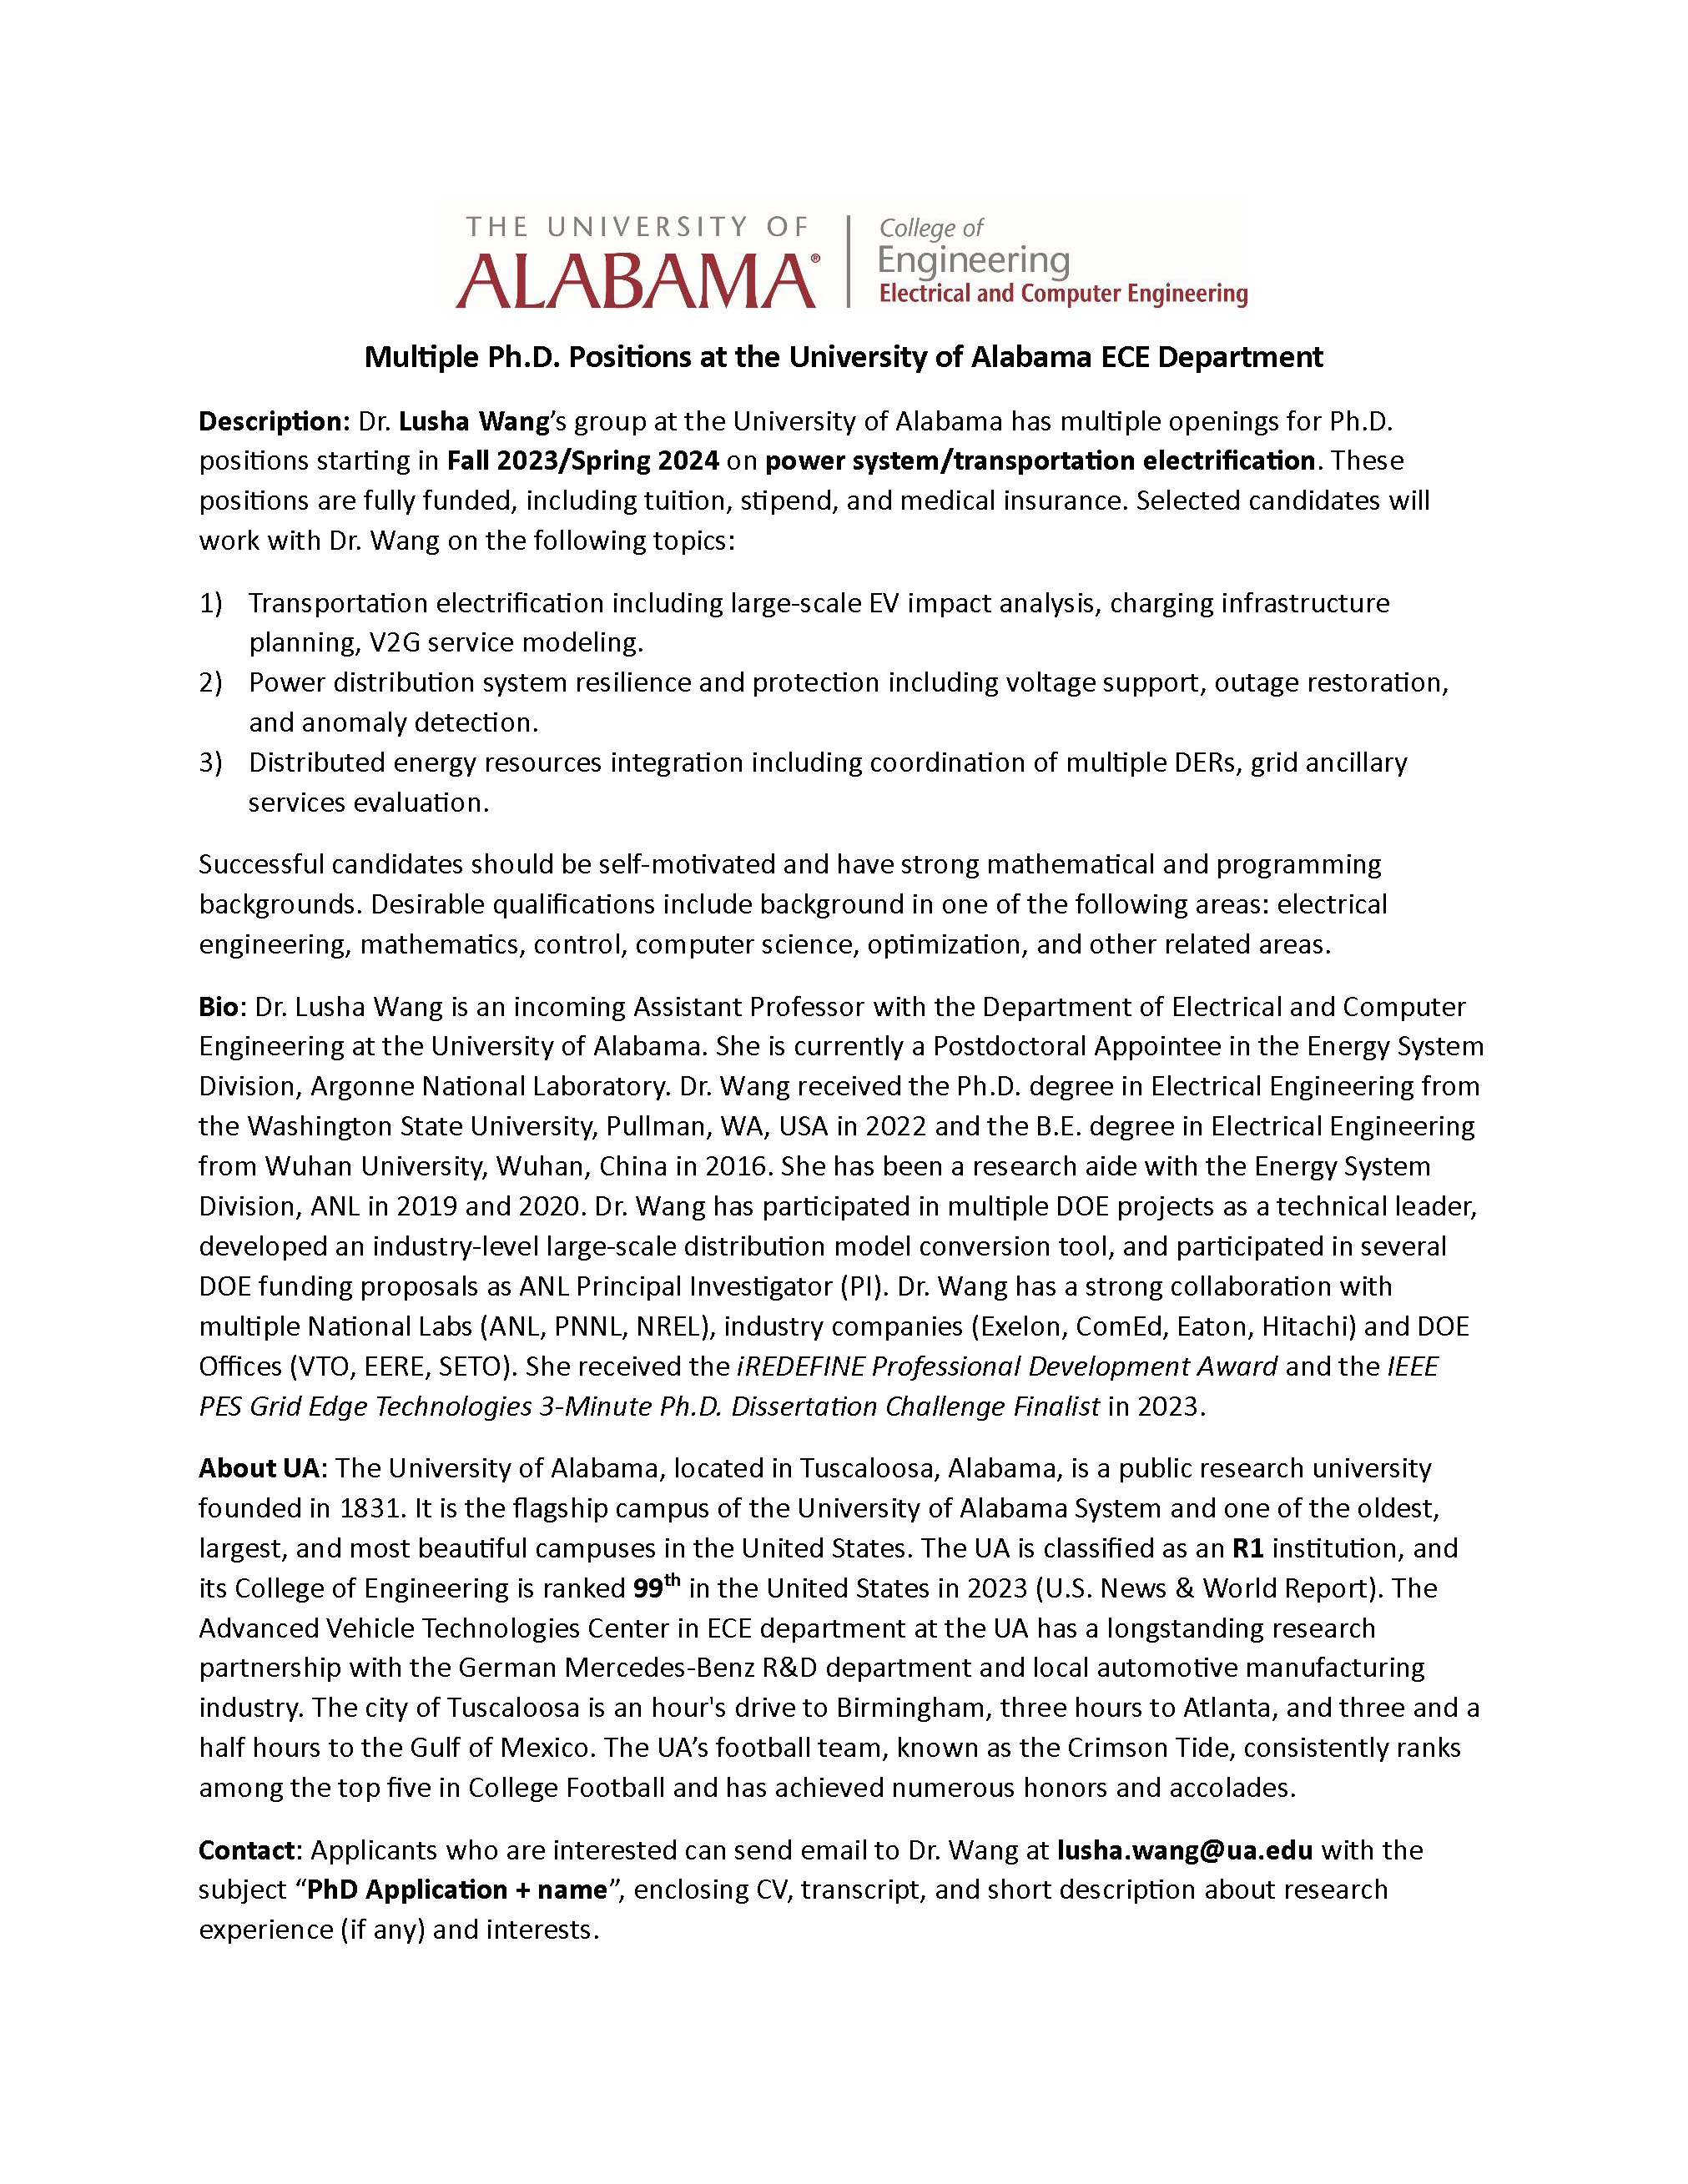 THE UNIVERSITY OF
ALABAMA®
College of
Engineering
Electrical and Computer Engineering
Multiple Ph.D. Positions at the University of Alabama ECE Department
Description: Dr. Lusha Wang’s group at the University of Alabama has multiple openings for Ph.D.
positions starting in Fall 2023/Spring 2024 on power system/transportation electrification. These
positions are fully funded, including tuition, stipend, and medical insurance. Selected candidates will
work with Dr. Wang on the following topics:
1) Transportation electrification including large-scale EV impact analysis, charging infrastructure
planning, V2G service modeling.
2) Power distribution system resilience and protection including voltage support, outage restoration,
and anomaly detection.
3) Distributed energy resources integration including coordination of multiple DERs, grid ancillary
services evaluation.
Successful candidates should be self-motivated and have strong mathematical and programming
backgrounds. Desirable qualifications include background in one of the following areas: electrical
engineering, mathematics, control, computer science, optimization, and other related areas.
Bio: Dr. Lusha Wang is an incoming Assistant Professor with the Department of Electrical and Computer
Engineering at the University of Alabama. She is currently a Postdoctoral Appointee in the Energy System
Division, Argonne National Laboratory. Dr. Wang received the Ph.D. degree in Electrical Engineering from
the Washington State University, Pullman, WA, USA in 2022 and the B.E. degree in Electrical Engineering
from Wuhan University, Wuhan, China in 2016. She has been a research aide with the Energy System
Division, ANL in 2019 and 2020. Dr. Wang has participated in multiple DOE projects as a technical leader,
developed an industry-level large-scale distribution model conversion tool, and participated in several
DOE funding proposals as ANL Principal Investigator (PI). Dr. Wang has a strong collaboration with
multiple National Labs (ANL, PNNL, NREL), industry companies (Exelon, ComEd, Eaton, Hitachi) and DOE
Offices (VTO, EERE, SETO). She received the iREDEFINE Professional Development Award and the IEEE
PES Grid Edge Technologies 3-Minute Ph.D. Dissertation Challenge Finalist in 2023.
About UA: The University of Alabama, located in Tuscaloosa, Alabama, is a public research university
founded in 1831. It is the flagship campus of the University of Alabama System and one of the oldest,
largest, and most beautiful campuses in the United States. The UA is classified as an R1 institution, and
its College of Engineering is ranked 99th in the United States in 2023 (U.S. News & World Report). The
Advanced Vehicle Technologies Center in ECE department at the UA has a longstanding research
partnership with the German Mercedes-Benz R&D department and local automotive manufacturing
industry. The city of Tuscaloosa is an hour's drive to Birmingham, three hours to Atlanta, and three and a
half hours to the Gulf of Mexico. The UA’s football team, known as the Crimson Tide, consistently ranks
among the top five in College Football and has achieved numerous honors and accolades.
Contact: Applicants who are interested can send email to Dr. Wang at lusha.wang@ua.edu with the
subject “PhD Application + name”, enclosing CV, transcript, and short description about research
experience (if any) and interests.